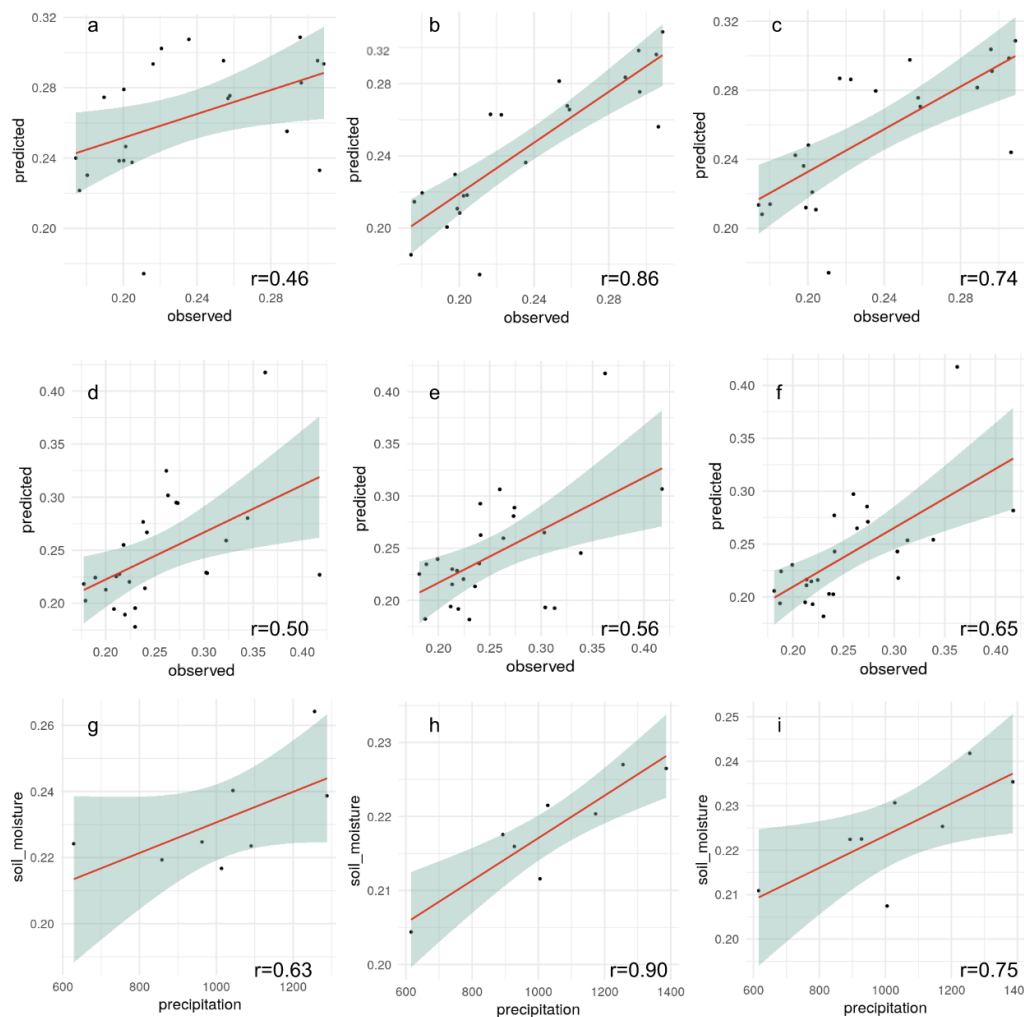 a
0.32
0.28
0.24
0.20
predicted
r=0.46
0.20 0.24 0.28
observed
b
0.32
0.28
0.24
0.20
predicted
r=0.86
0.20 0.24 0.28
observed
c
0.32
0.28
0.24
0.20
predicted
r=0.74
0.20 0.24 0.28
observed
d
0.40
0.35
0.30
0.25
0.20
predicted
r=0.50
0.20 0.25 0.30 0.35 0.40
observed
e
0.40
0.35
0.30
0.25
0.20
predicted
r=0.56
0.20 0.25 0.30 0.35 0.40
observed
f
0.40
0.35
0.30
0.25
0.20
predicted
r=0.65
0.20 0.25 0.30 0.35 0.40
observed
g
0.26
0.24
0.22
0.20
soil_moisture
r=0.63
600 800 1000 1200
precipitation
h
0.23
0.22
0.21
0.20
soil_moisture
r=0.90
600 800 1000 1200 1400
precipitation
i
0.25
0.24
0.23
0.22
0.21
0.20
soil_moisture
r=0.75
600 800 1000 1200 140
precipitation